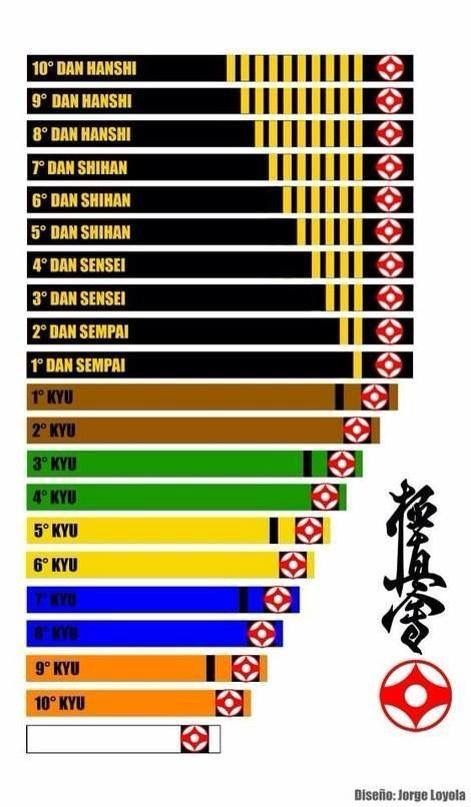 10° DAN HANSHI
9° DAN HANSHI
8° DAN HANSHI
7° DAN SHIHAN
6° DAN SHIHAN
5° DAN SHIHAN
4° DAN SENSEI
3° DAN SENSEI
2° DAN SEMPAI
1° DAN SEMPAI
1° KYU
2° KYU
3° KYU
4° KYU
5° KYU
6° KYU
7° KYU
8° KYU
9° KYU
10° KYU
極真会
Diseño: Jorge Loyola